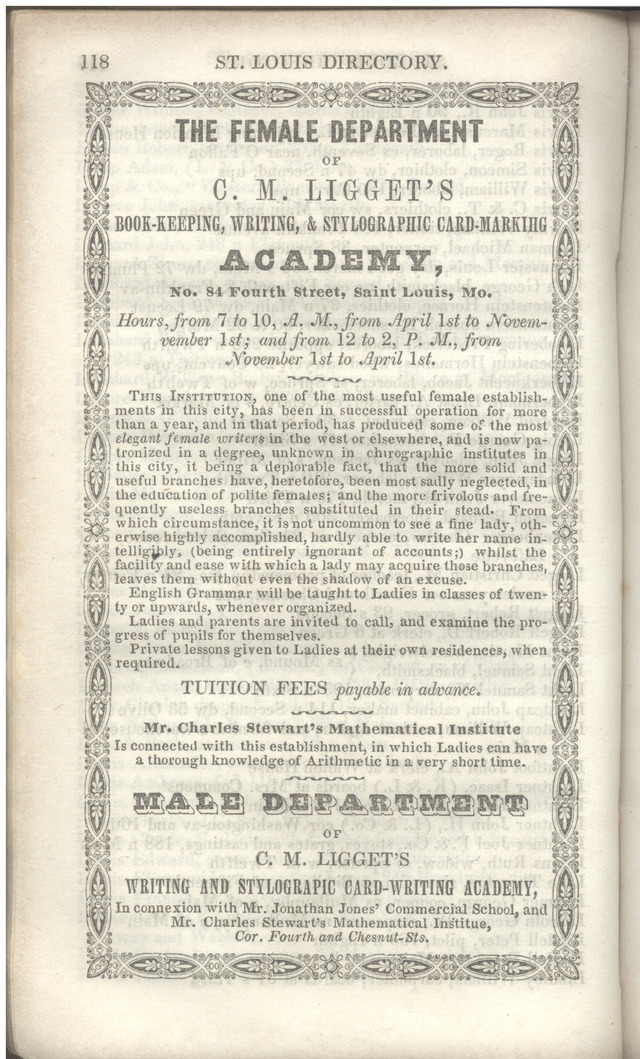 118 ST. LOUIS DIRECTORY.
THE FEMALE DEPARTMENT
OF
C. M. LIGGET'S
BOOK-KEEPING, WRITING, & STYLOGRAPHIC CARD-MARKING
ACADEMY,
No. 84 Fourth Street, Saint Louis, Mo.
Hours, from 7 to 10, A. M., from April 1st to Novem-
vember 1st; and from 12 to 2, P. M., from
November 1st to April 1st.
THIS INSTITUTION, one of the most useful female establish-
ments in this city, has been in successful operation for more
than a year, and in that period, has produced some of the most
elegant female writers in the west or elsewhere, and is now pa-
tronized in a degree, unknown in chirographic institutes in
this city, it being a deplorable fact, that the more solid and
useful branches have, heretofore, been most sadly neglected, in
the education of polite females; and the more frivolous and fre-
quently useless branches substituted in their stead. From
which circumstance, it is not uncommon to see a fine lady, oth-
erwise highly accomplished, hardly able to write her name in-
telligibly, (being entirely ignorant of accounts;) whilst the
facility and ease with which a lady may acquire those branches,
leaves them without even the shadow of an excuse.
English Grammar will be taught to Ladies in classes of twen-
ty or upwards, whenever organized.
Ladies and parents are invited to call, and examine the pro-
gress of pupils for themselves.
Private lessons given to Ladies at their own residences, when
required.
TUITION FEES payable in advance.
Mr. Charles Stewart's Mathematical Institute
Is connected with this establishment, in which Ladies can have
a thorough knowledge of Arithmetic in a very short time.
MALE DEPARTMENT
OF
C. M. LIGGET'S
WRITING AND STYLOGRAPIC CARD-WRITING ACADEMY,
In connexion with Mr. Jonathan Jones' Commercial School, and
Mr. Charles Stewart's Mathematical Institue,
Cor. Fourth and Chesnut-Sts.